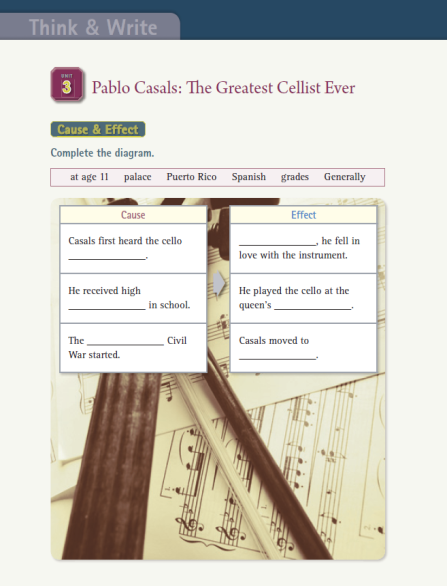 Think & Write
UNIT
3
Pablo Casals: The Greatest Cellist Ever
Cause & Effect
Complete the diagram.
at age 11 palace Puerto Rico Spanish grades Generally
Cause
Casals first heard the cello
______________.
He received high
______________ in school.
The ______________ Civil
War started.
Effect
______________, he fell in
love with the instrument.
He played the cello at the
queen's ______________.
Casals moved to
______________.